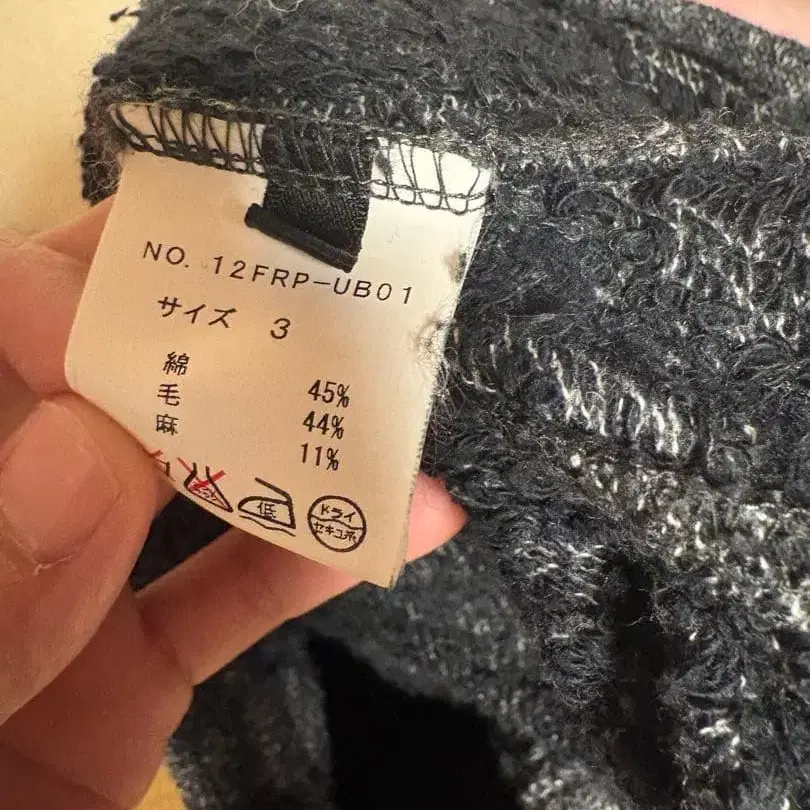 NO. 12FRP-UB01
サイズ 3
綿 45%
毛 44%
麻 11%
低
ドライ
セキユ系